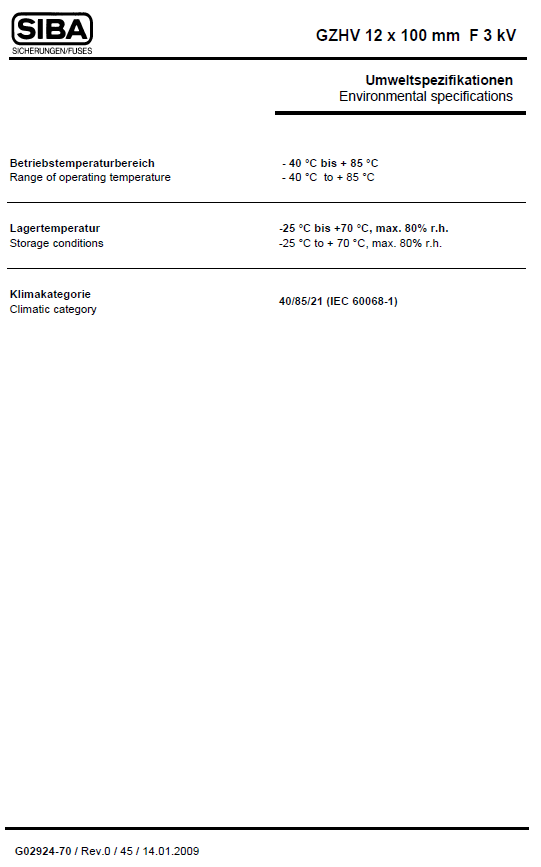 SIBA
SICHERUNGEN/FUSES
GZHV 12 x 100 mm F 3 kV
Umweltspezifikationen
Environmental specifications
Betriebstemperaturbereich - 40 °C bis + 85 °C
Range of operating temperature - 40 °C to + 85 °C
Lagertemperatur -25 °C bis +70 °C, max. 80% r.h.
Storage conditions -25 °C to + 70 °C, max. 80% r.h.
Klimakategorie
40/85/21 (IEC 60068-1)
Climatic category
G02924-70 / Rev.0 / 45 / 14.01.2009